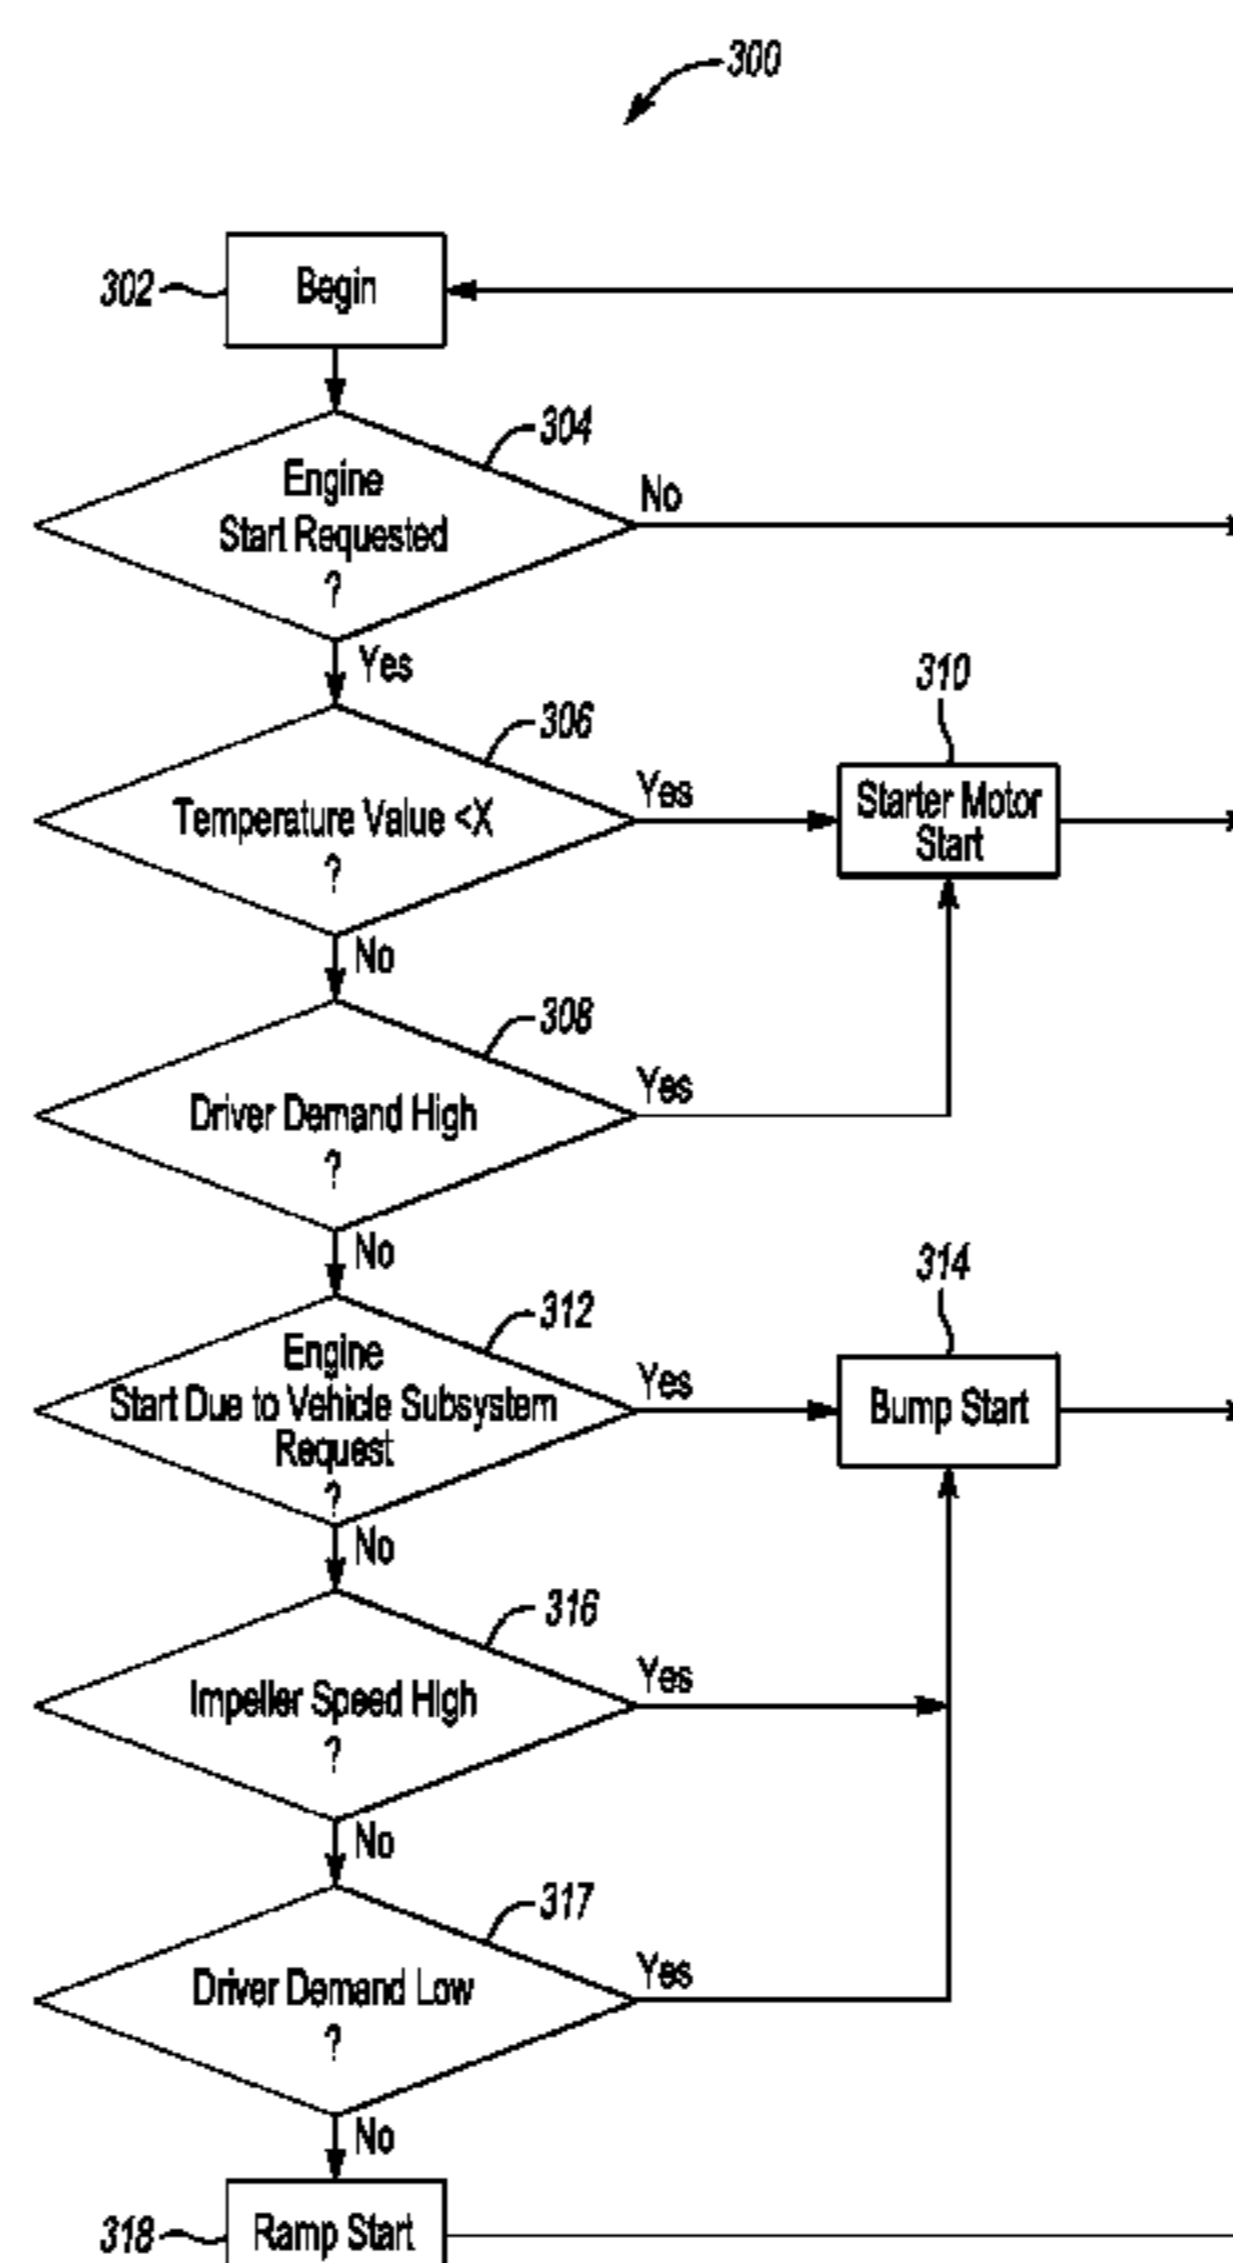 300
302
Begin
304
Engine
Start Requested
?
No
Yes
306
Temperature Value <X
?
Yes
310
Starter Motor
Start
No
308
Driver Demand High
?
Yes
No
312
Engine
Start Due to Vehicle Subsystem
Request
?
Yes
314
Bump Start
No
316
Impeller Speed High
?
Yes
No
317
Driver Demand Low
?
Yes
No
318
Ramp Start